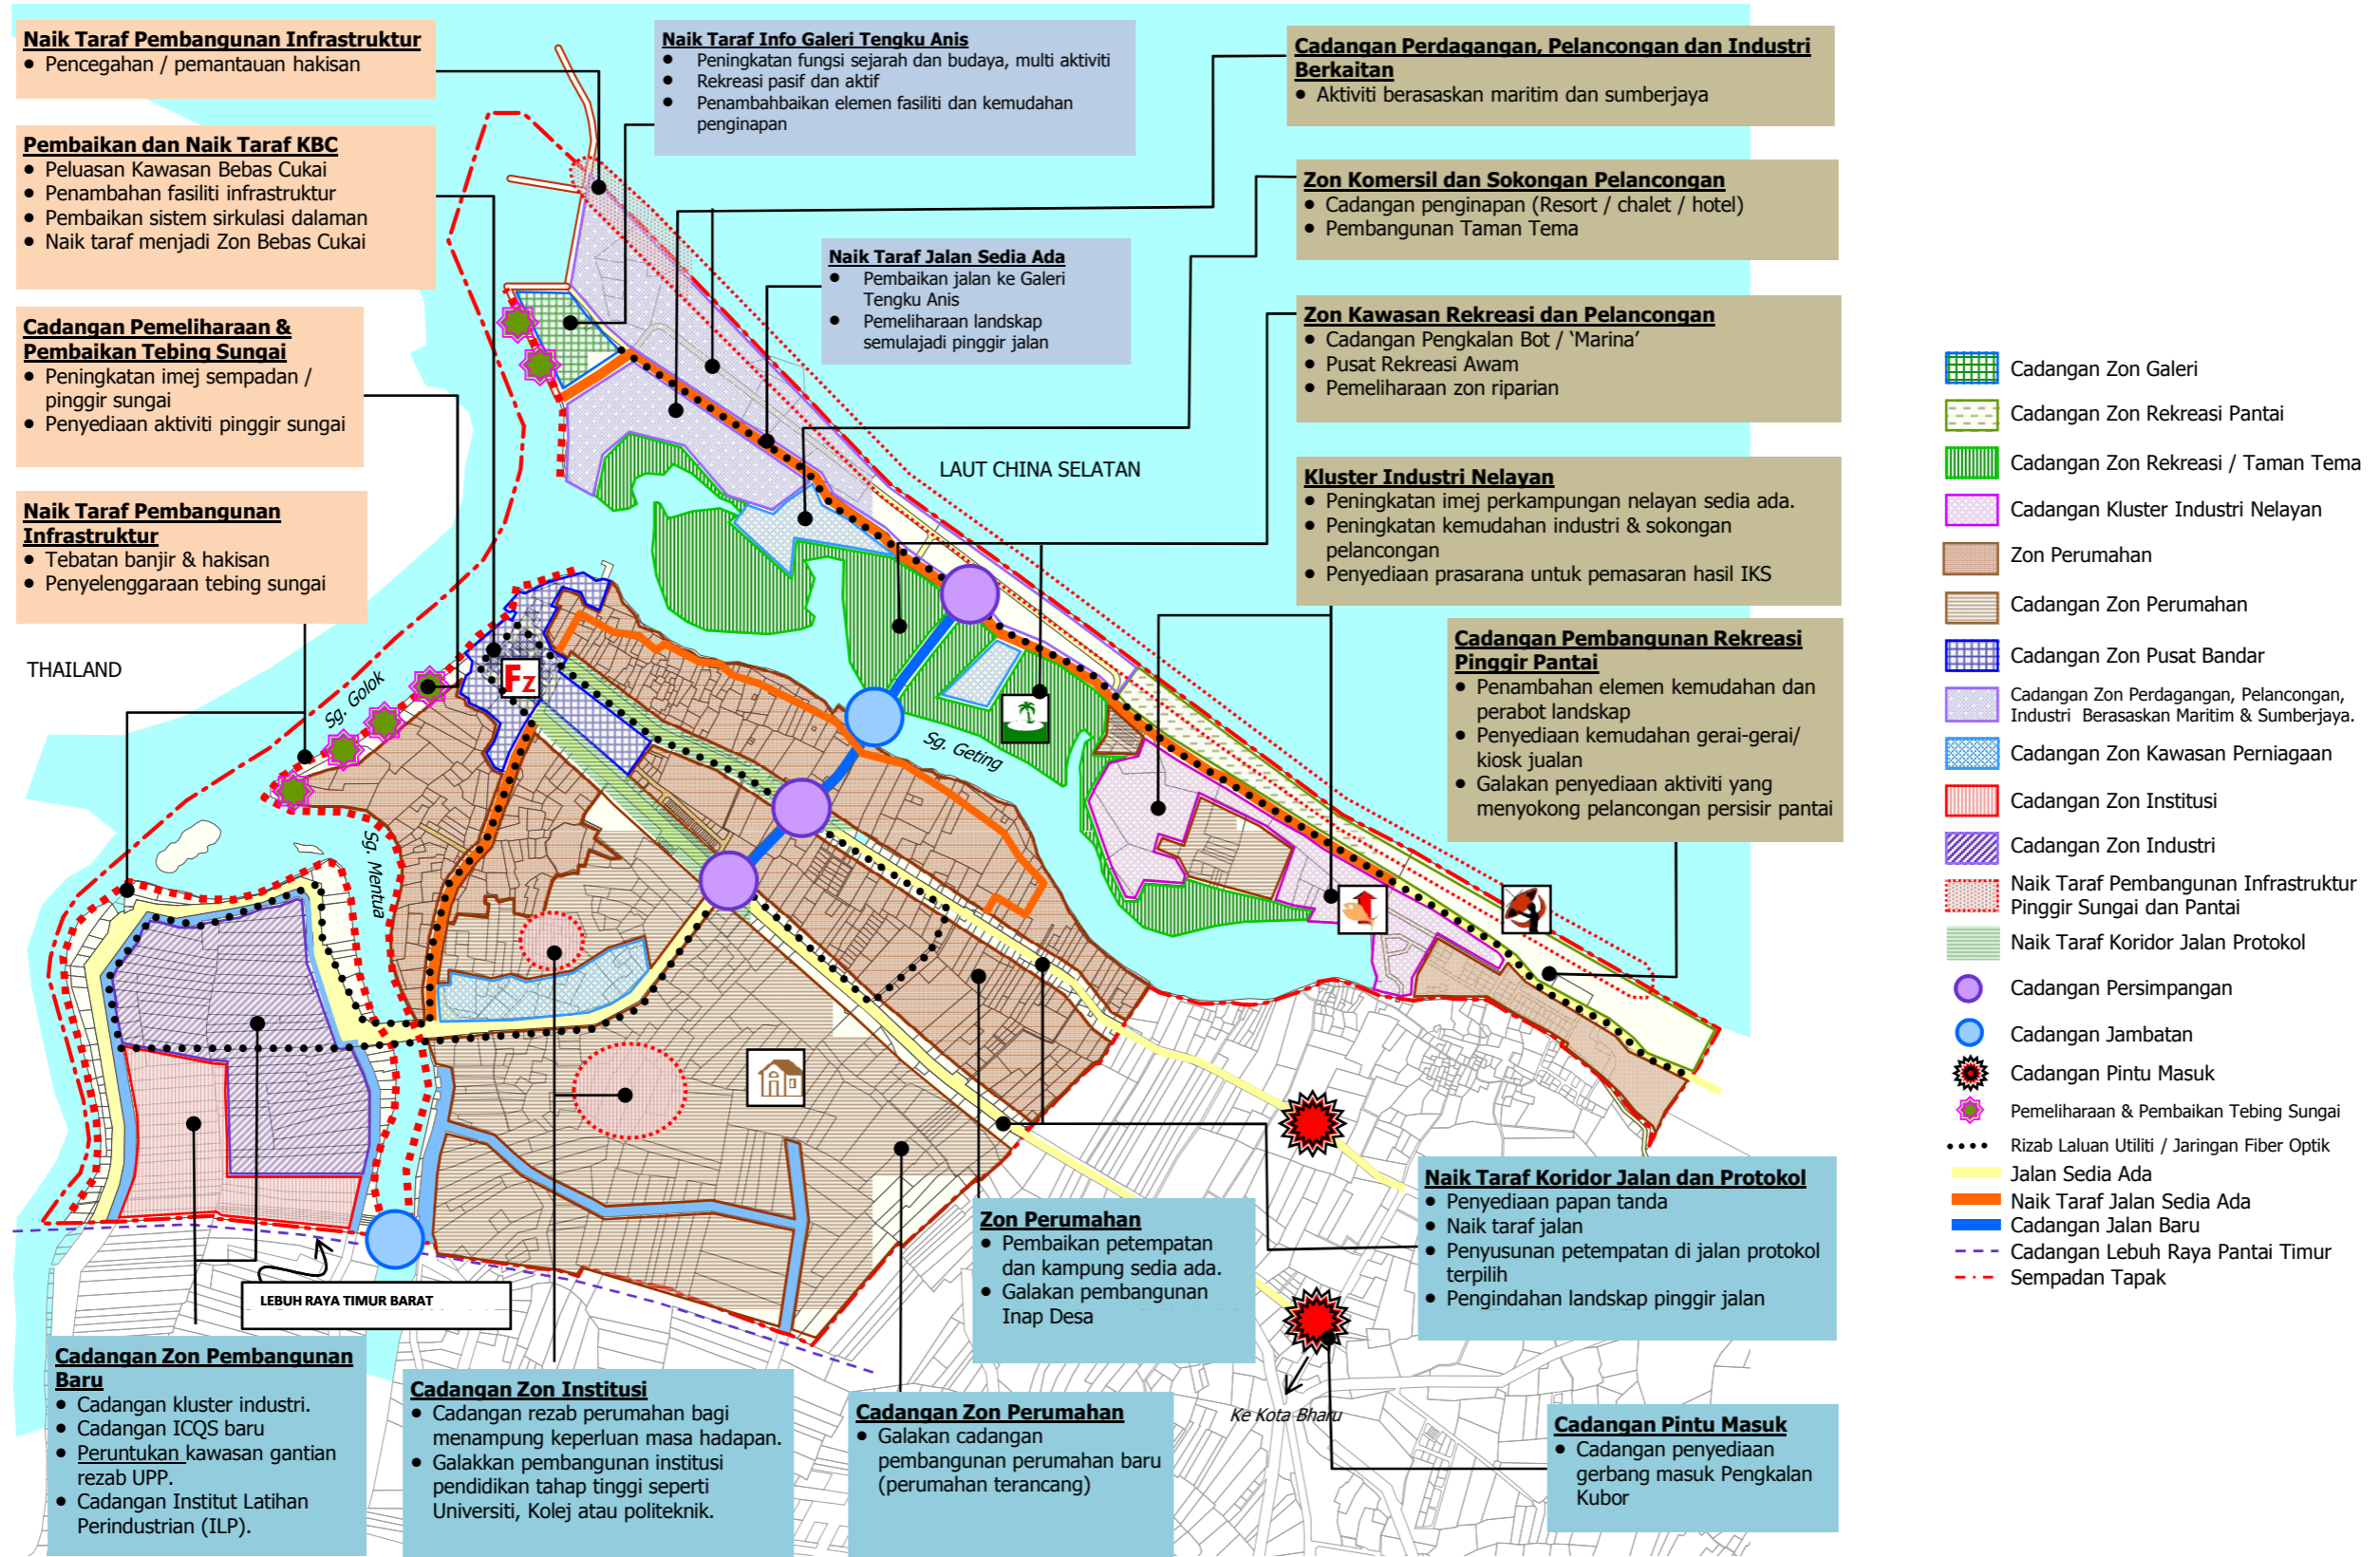 Naik Taraf Pembangunan Infrastruktur
• Pencegahan / pemantauan hakisan
Pembaikan dan Naik Taraf KBC
• Peluasan Kawasan Bebas Cukai
• Penambahan fasiliti infrastruktur
• Pembaikan sistem sirkulasi dalaman
• Naik taraf menjadi Zon Bebas Cukai
Cadangan Pemeliharaan &
Pembaikan Tebing Sungai
• Peningkatan imej sempadan /
pinggir sungai
• Penyediaan aktiviti pinggir sungai
Naik Taraf Pembangunan
Infrastruktur
• Tebatan banjir & hakisan
• Penyelenggaraan tebing sungai
Naik Taraf Info Galeri Tengku Anis
• Peningkatan fungsi sejarah dan budaya, multi aktiviti
• Rekreasi pasif dan aktif
• Penambahbaikan elemen fasiliti dan kemudahan
penginapan
Naik Taraf Jalan Sedia Ada
• Pembaikan jalan ke Galeri
Tengku Anis
• Pemeliharaan landskap
semulajadi pinggir jalan
Cadangan Perdagangan, Pelancongan dan Industri
Berkaitan
• Aktiviti berasaskan maritim dan sumberjaya
Zon Komersil dan Sokongan Pelancongan
• Cadangan penginapan (Resort / chalet / hotel)
• Pembangunan Taman Tema
Zon Kawasan Rekreasi dan Pelancongan
• Cadangan Pengkalan Bot / ‘Marina’
• Pusat Rekreasi Awam
• Pemeliharaan zon riparian
Kluster Industri Nelayan
• Peningkatan imej perkampungan nelayan sedia ada.
• Peningkatan kemudahan industri & sokongan
pelancongan
• Penyediaan prasarana untuk pemasaran hasil IKS
Cadangan Pembangunan Rekreasi
Pinggir Pantai
• Penambahan elemen kemudahan dan
perabot landskap
• Penyediaan kemudahan gerai-gerai/
kiosk jualan
• Galakan penyediaan aktiviti yang
menyokong pelancongan persisir pantai
LAUT CHINA SELATAN
THAILAND
Sg. Golok
Sg. Mentua
Sg. Geting
Fz
LEBUH RAYA TIMUR BARAT
Ke Kota Bharu
Cadangan Zon Pembangunan
Baru
• Cadangan kluster industri.
• Cadangan ICQS baru
• Peruntukan kawasan gantian
rezab UPP.
• Cadangan Institut Latihan
Perindustrian (ILP).
Cadangan Zon Institusi
• Cadangan rezab perumahan bagi
menampung keperluan masa hadapan.
• Galakkan pembangunan institusi
pendidikan tahap tinggi seperti
Universiti, Kolej atau politeknik.
Cadangan Zon Perumahan
• Galakan cadangan
pembangunan perumahan baru
(perumahan terancang)
Zon Perumahan
• Pembaikan petempatan
dan kampung sedia ada.
• Galakan pembangunan
Inap Desa
Naik Taraf Koridor Jalan dan Protokol
• Penyediaan papan tanda
• Naik taraf jalan
• Penyusunan petempatan di jalan protokol
terpilih
• Pengindahan landskap pinggir jalan
Cadangan Pintu Masuk
• Cadangan penyediaan
gerbang masuk Pengkalan
Kubor
Cadangan Zon Galeri
Cadangan Zon Rekreasi Pantai
Cadangan Zon Rekreasi / Taman Tema
Cadangan Kluster Industri Nelayan
Zon Perumahan
Cadangan Zon Perumahan
Cadangan Zon Pusat Bandar
Cadangan Zon Perdagangan, Pelancongan,
Industri Berasaskan Maritim & Sumberjaya.
Cadangan Zon Kawasan Perniagaan
Cadangan Zon Institusi
Cadangan Zon Industri
Naik Taraf Pembangunan Infrastruktur
Pinggir Sungai dan Pantai
Naik Taraf Koridor Jalan Protokol
Cadangan Persimpangan
Cadangan Jambatan
Cadangan Pintu Masuk
Pemeliharaan & Pembaikan Tebing Sungai
Rizab Laluan Utiliti / Jaringan Fiber Optik
Jalan Sedia Ada
Naik Taraf Jalan Sedia Ada
Cadangan Jalan Baru
Cadangan Lebuh Raya Pantai Timur
Sempadan Tapak